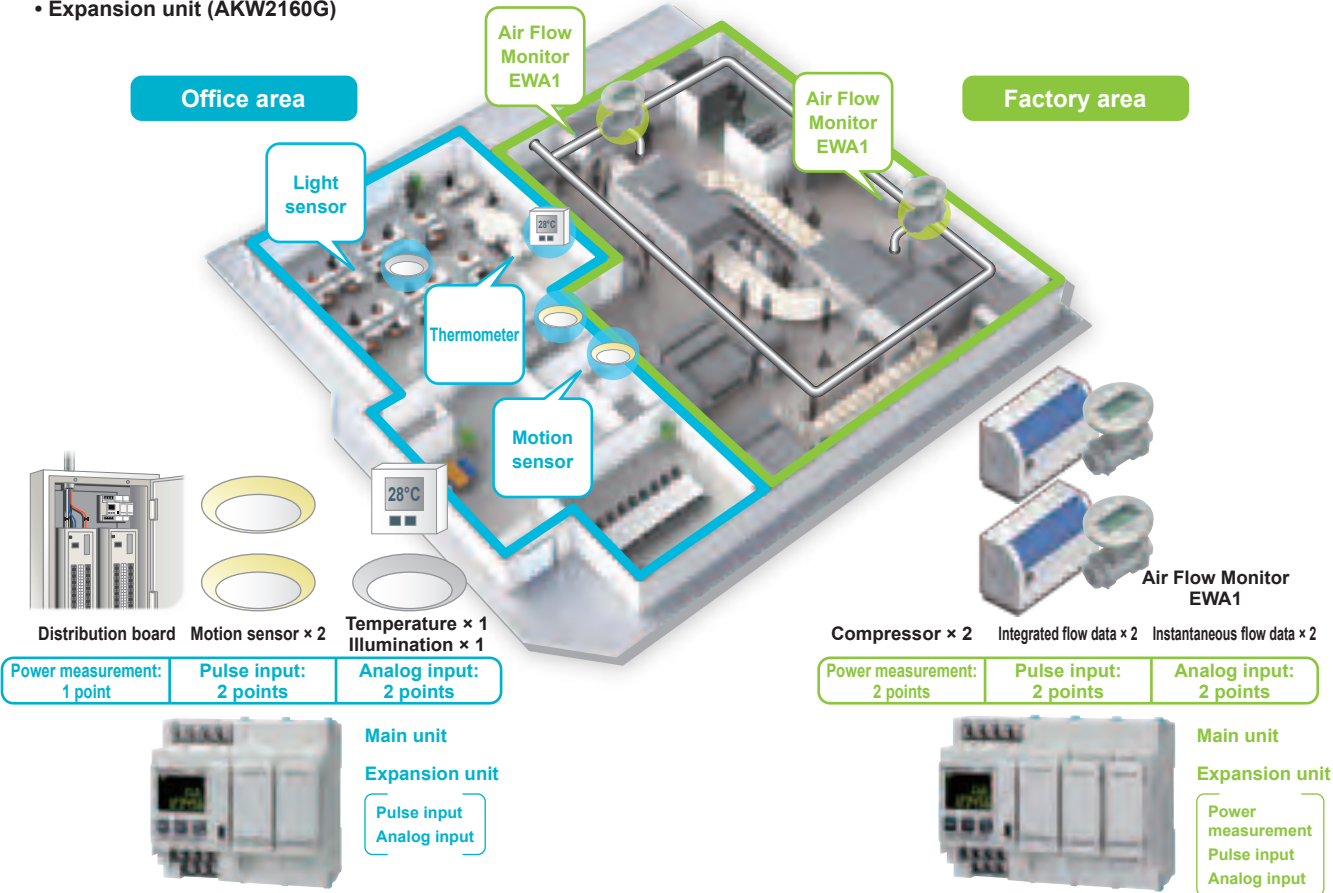 • Expansion unit (AKW2160G)
Office area
Factory area
Air Flow
Monitor
EWA1
Air Flow
Monitor
EWA1
Light
sensor
28°C
Thermometer
Motion
sensor
28°C
Distribution board
Motion sensor × 2
Temperature × 1
Illumination × 1
Power measurement:
1 point
Pulse input:
2 points
Analog input:
2 points
Main unit
Expansion unit
Pulse input
Analog input
Air Flow Monitor
EWA1
Compressor × 2
Integrated flow data × 2
Instantaneous flow data × 2
Power measurement:
2 points
Pulse input:
2 points
Analog input:
2 points
Main unit
Expansion unit
Power
measurement
Pulse input
Analog input